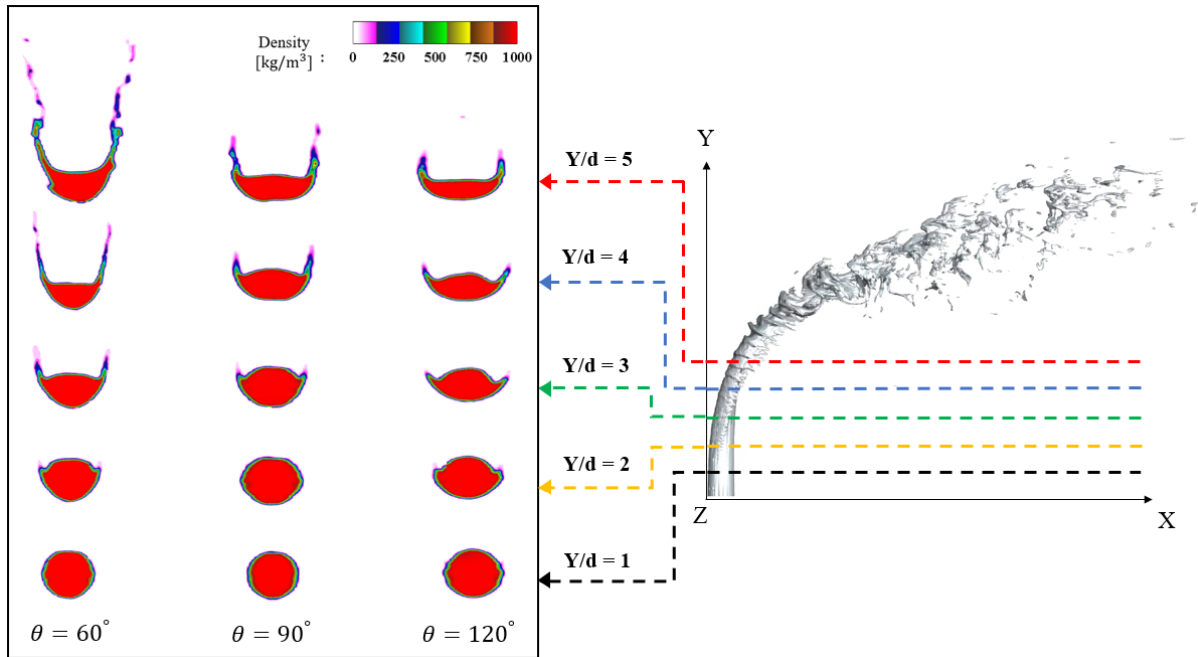 Density
[kg/m³] :
0 250 500 750 1000
Y/d = 5
Y/d = 4
Y/d = 3
Y/d = 2
Y/d = 1
θ = 60°
θ = 90°
θ = 120°
Y
Z
X